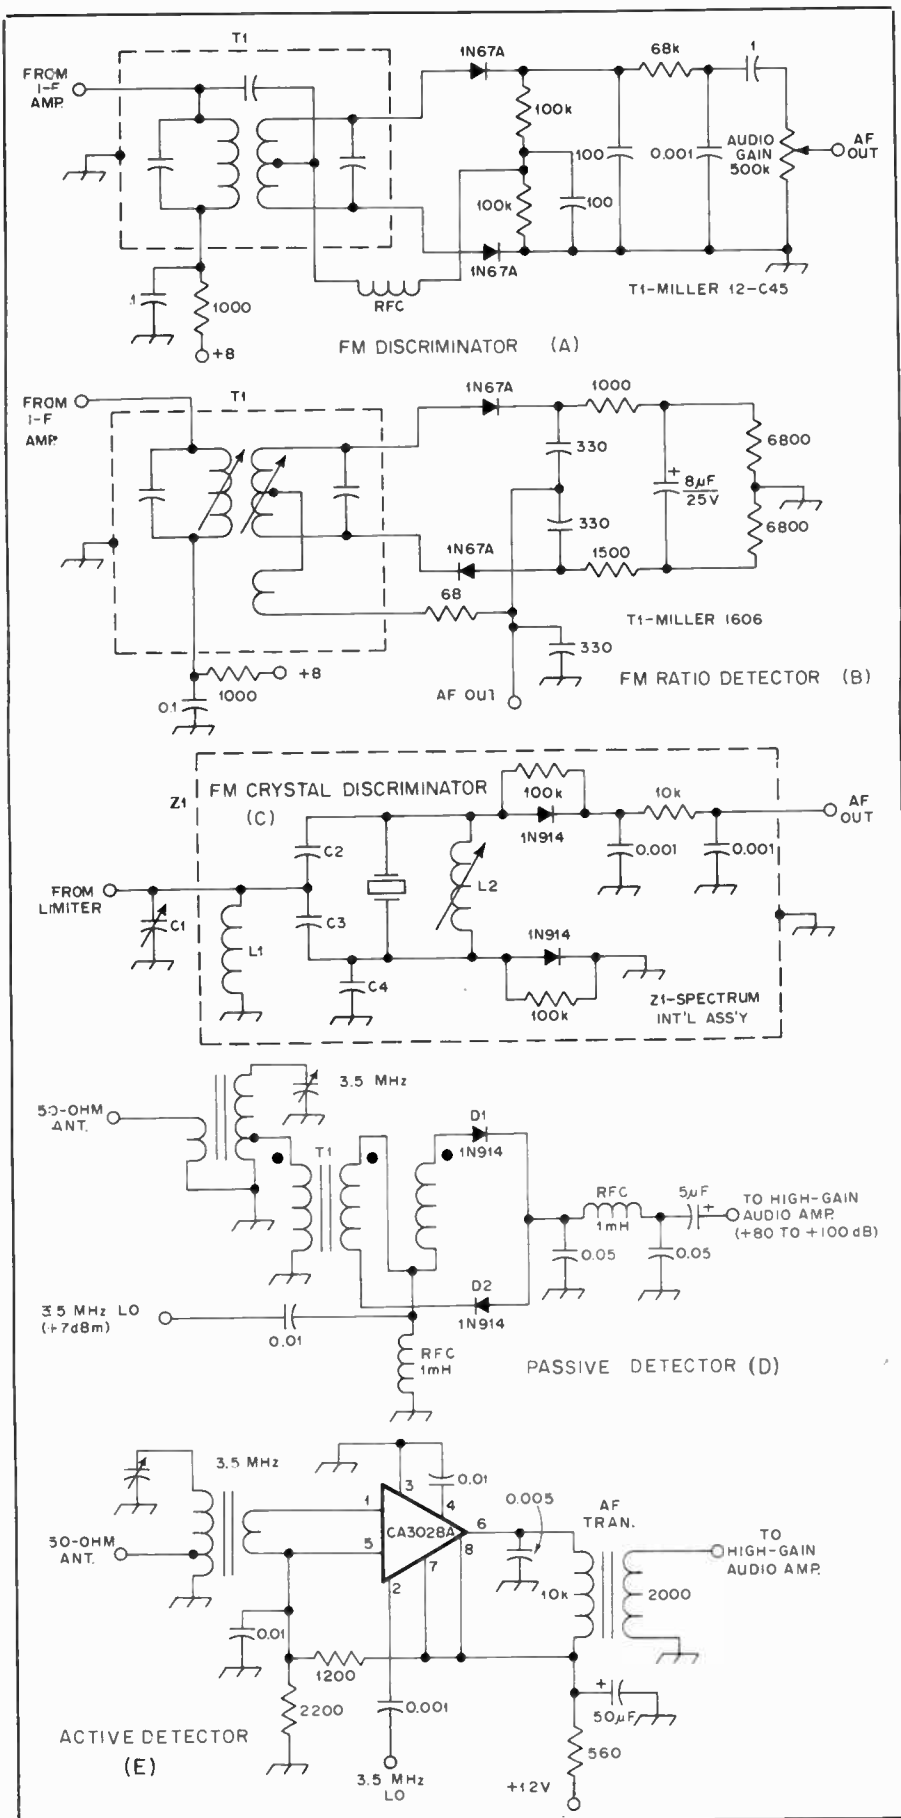 T1
FROM
I-F
AMP.
1N67A
68k
1
100k
100
0.001
AUDIO
GAIN
500k
AF
OUT
100k
100
1N67A
RFC
.1
1000
+8
T1-MILLER 12-C45
FM DISCRIMINATOR (A)
FROM
I-F
AMP.
T1
1N67A
1000
330
6800
8µF
25V
+
330
1N67A
1500
6800
68
T1-MILLER 1606
330
1000
+8
0.1
AF OUT
FM RATIO DETECTOR (B)
Z1
FM CRYSTAL DISCRIMINATOR
(C)
100k
1N914
10k
AF
OUT
C2
0.001
0.001
L2
FROM
LIMITER
C1
C3
L1
1N914
C4
100k
Z1-SPECTRUM
INT'L ASS'Y
3.5 MHz
50-OHM
ANT.
T1
D1
1N914
RFC
1mH
5µF
+
TO HIGH-GAIN
AUDIO AMP.
(+80 TO +100dB)
0.05
0.05
D2
1N914
3.5 MHz LO
(+7dBm)
0.01
RFC
1mH
PASSIVE DETECTOR (D)
3.5 MHz
3
0.01
4
0.005
AF
TRAN.
1
CA3028A
6
50-OHM
ANT.
5
8
7
2
TO
HIGH-GAIN
AUDIO AMP.
10k
2000
0.01
1200
2200
0.001
+
50µF
ACTIVE DETECTOR
(E)
560
3.5 MHz
LO
+12V